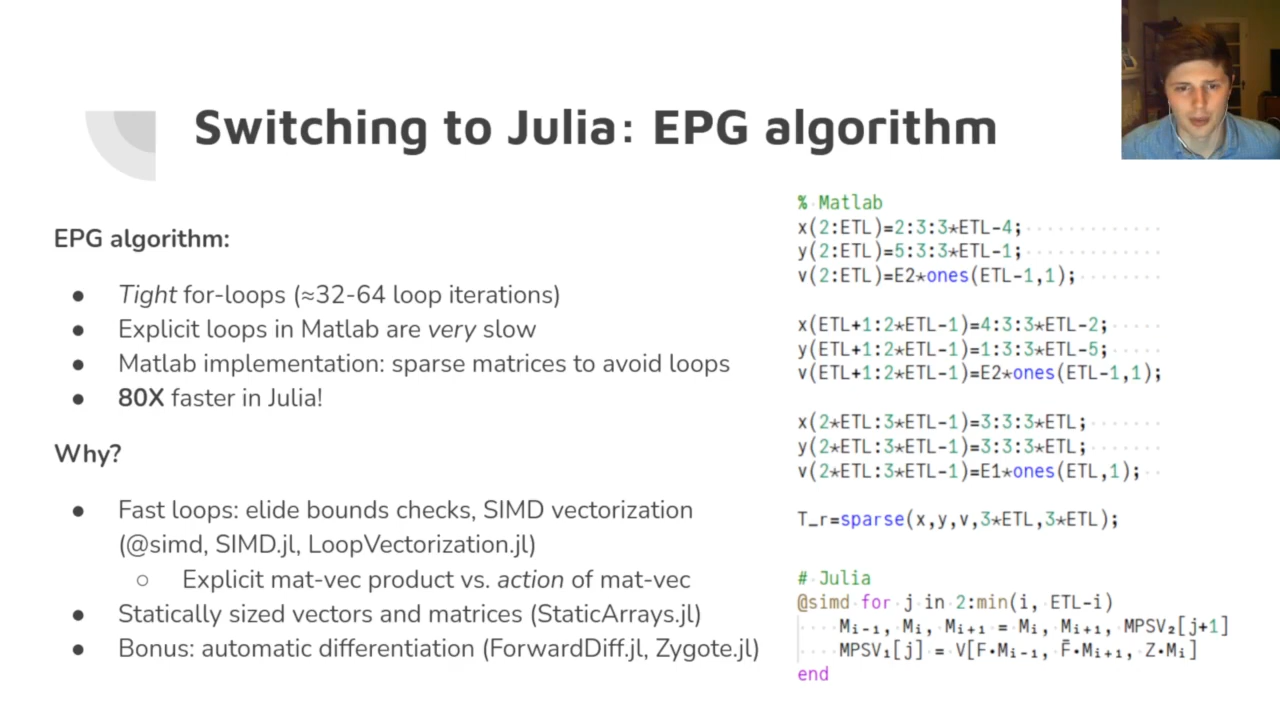 Switching to Julia: EPG algorithm
EPG algorithm:
● Tight for-loops (≈32-64 loop iterations)
● Explicit loops in Matlab are very slow
● Matlab implementation: sparse matrices to avoid loops
● 80X faster in Julia!
Why?
● Fast loops: elide bounds checks, SIMD vectorization
(@simd, SIMD.jl, LoopVectorization.jl)
○ Explicit mat-vec product vs. action of mat-vec
● Statically sized vectors and matrices (StaticArrays.jl)
● Bonus: automatic differentiation (ForwardDiff.jl, Zygote.jl)
% Matlab
x(2:ETL)=2:3:3*ETL-4;
y(2:ETL)=5:3:3*ETL-1;
v(2:ETL)=E2*ones(ETL-1,1);
x(ETL+1:2*ETL-1)=4:3:3*ETL-2;
y(ETL+1:2*ETL-1)=1:3:3*ETL-5;
v(ETL+1:2*ETL-1)=E2*ones(ETL-1,1);
x(2*ETL:3*ETL-1)=3:3:3*ETL;
y(2*ETL:3*ETL-1)=3:3:3*ETL;
v(2*ETL:3*ETL-1)=E1*ones(ETL,1);
T_r=sparse(x,y,v,3*ETL,3*ETL);
# Julia
@simd for j in 2:min(i, ETL-i)
Mᵢ₋₁, Mᵢ, Mᵢ₊₁ = Mᵢ, Mᵢ₊₁, MPSV₂[j+1]
MPSV₁[j] = V[F⋅Mᵢ₋₁, F̄⋅Mᵢ₊₁, Z⋅Mᵢ]
end